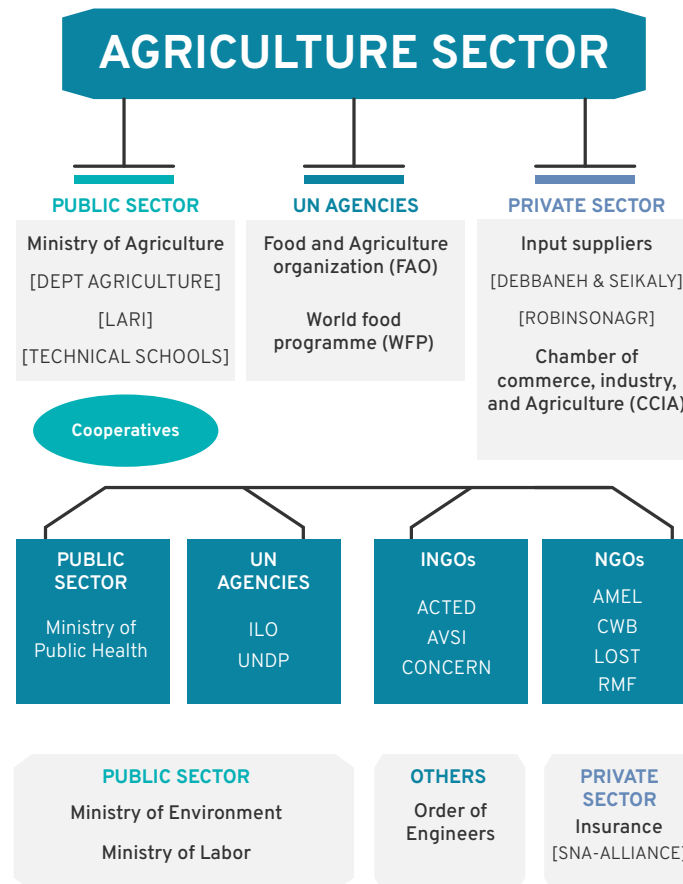 AGRICULTURE SECTOR
PUBLIC SECTOR
Ministry of Agriculture
[DEPT AGRICULTURE]
[LARI]
[TECHNICAL SCHOOLS]
Cooperatives
UN AGENCIES
Food and Agriculture
organization (FAO)
World food
programme (WFP)
PRIVATE SECTOR
Input suppliers
[DEBBANEH & SEIKALY]
[ROBINSONAGR]
Chamber of
commerce, industry,
and Agriculture (CCIA)
PUBLIC
SECTOR
Ministry of
Public Health
UN
AGENCIES
ILO
UNDP
INGOs
ACTED
AVSI
CONCERN
NGOs
AMEL
CWB
LOST
RMF
PUBLIC SECTOR
Ministry of Environment
Ministry of Labor
OTHERS
Order of
Engineers
PRIVATE
SECTOR
Insurance
[SNA-ALLIANCE]